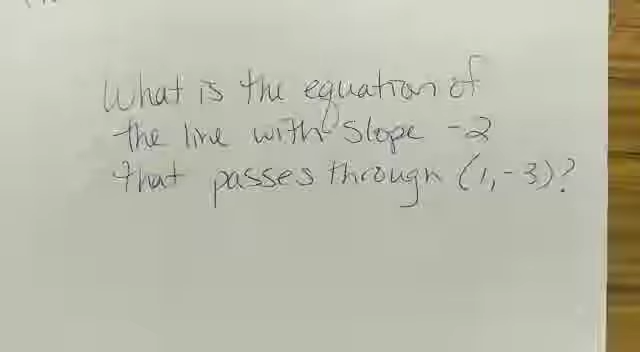 What is the equation of
the line with slope -2
that passes through (1,-3)?